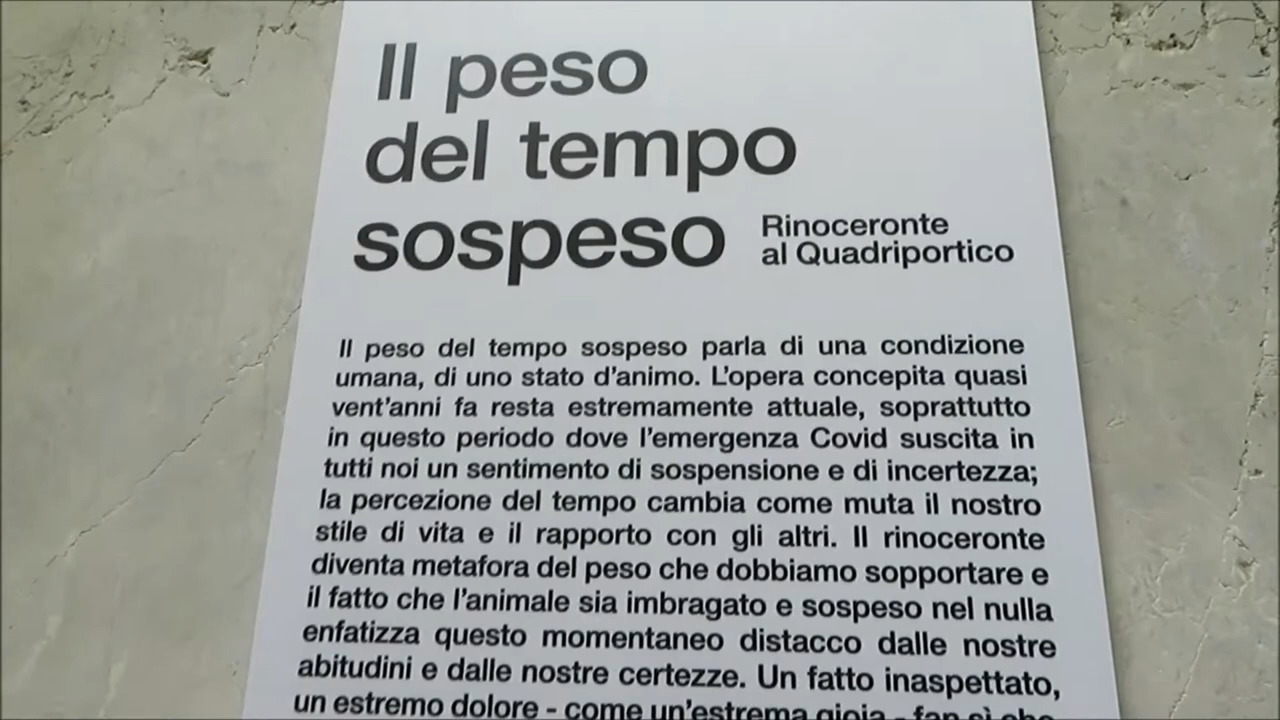 Il peso
del tempo
sospeso
Rinoceronte
al Quadriportico
Il peso del tempo sospeso parla di una condizione
umana, di uno stato d'animo. L'opera concepita quasi
vent'anni fa resta estremamente attuale, soprattutto
in questo periodo dove l'emergenza Covid suscita in
tutti noi un sentimento di sospensione e di incertezza;
la percezione del tempo cambia come muta il nostro
stile di vita e il rapporto con gli altri. Il rinoceronte
diventa metafora del peso che dobbiamo sopportare e
il fatto che l'animale sia imbragato e sospeso nel nulla
enfatizza questo momentaneo distacco dalle nostre
abitudini e dalle nostre certezze. Un fatto inaspettato,
un estremo dolore - come un'estrema gioia - fan sì che